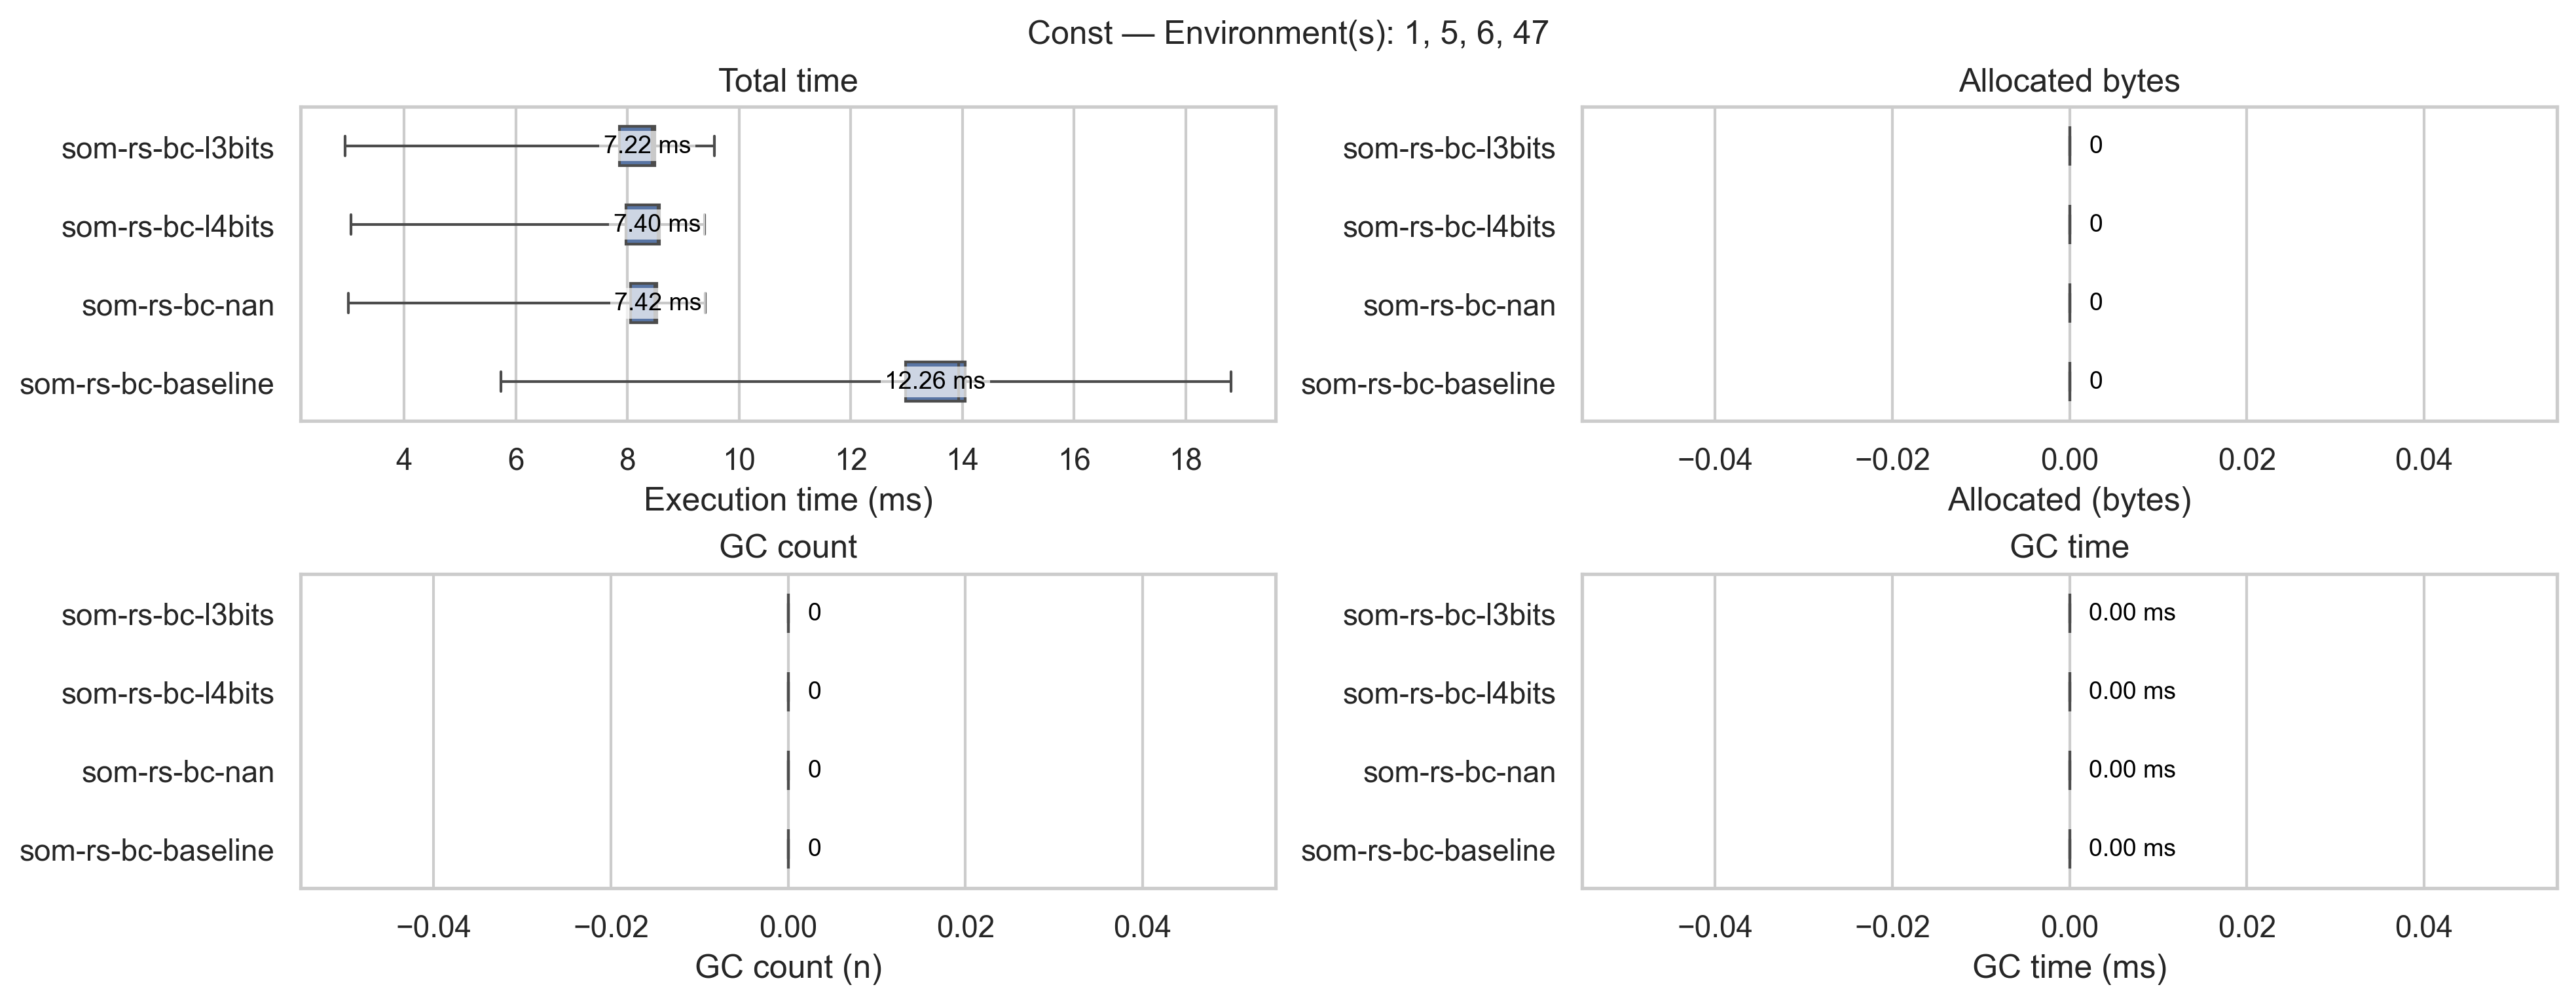 Const — Environment(s): 1, 5, 6, 47
Total time
som-rs-bc-l3bits
7.22 ms
som-rs-bc-l4bits
7.40 ms
som-rs-bc-nan
7.42 ms
som-rs-bc-baseline
12.26 ms
4 6 8 10 12 14 16 18
Execution time (ms)
Allocated bytes
som-rs-bc-l3bits
0
som-rs-bc-l4bits
0
som-rs-bc-nan
0
som-rs-bc-baseline
0
−0.04 −0.02 0.00 0.02 0.04
Allocated (bytes)
GC count
som-rs-bc-l3bits
0
som-rs-bc-l4bits
0
som-rs-bc-nan
0
som-rs-bc-baseline
0
−0.04 −0.02 0.00 0.02 0.04
GC count (n)
GC time
som-rs-bc-l3bits
0.00 ms
som-rs-bc-l4bits
0.00 ms
som-rs-bc-nan
0.00 ms
som-rs-bc-baseline
0.00 ms
−0.04 −0.02 0.00 0.02 0.04
GC time (ms)